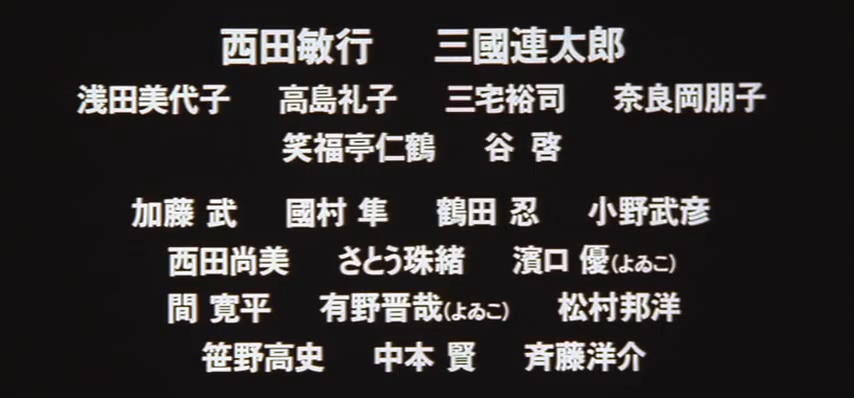 西田敏行 三國連太郎
浅田美代子 高島礼子 三宅裕司 奈良岡朋子
笑福亭仁鶴 谷 啓
加藤 武 國村 隼 鶴田 忍 小野武彦
西田尚美 さとう珠緒 濱口 優(よゐこ)
間 寛平 有野晋哉(よゐこ) 松村邦洋
笹野高史 中本 賢 斉藤洋介